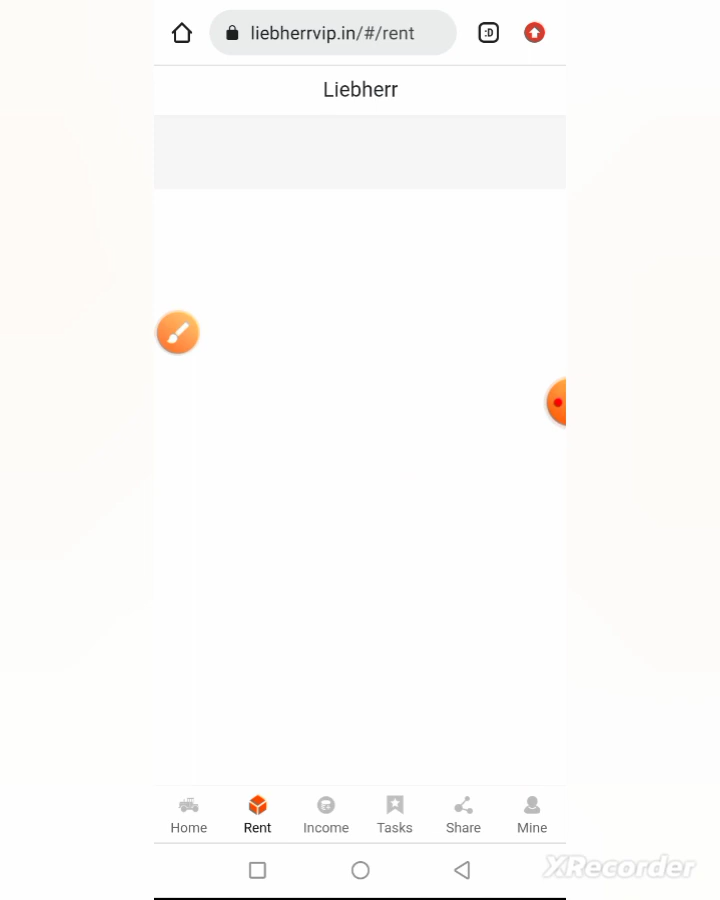 liebherrvip.in/#/rent
:D
Liebherr
Home
Rent
Income
Tasks
Share
Mine
XRecorder